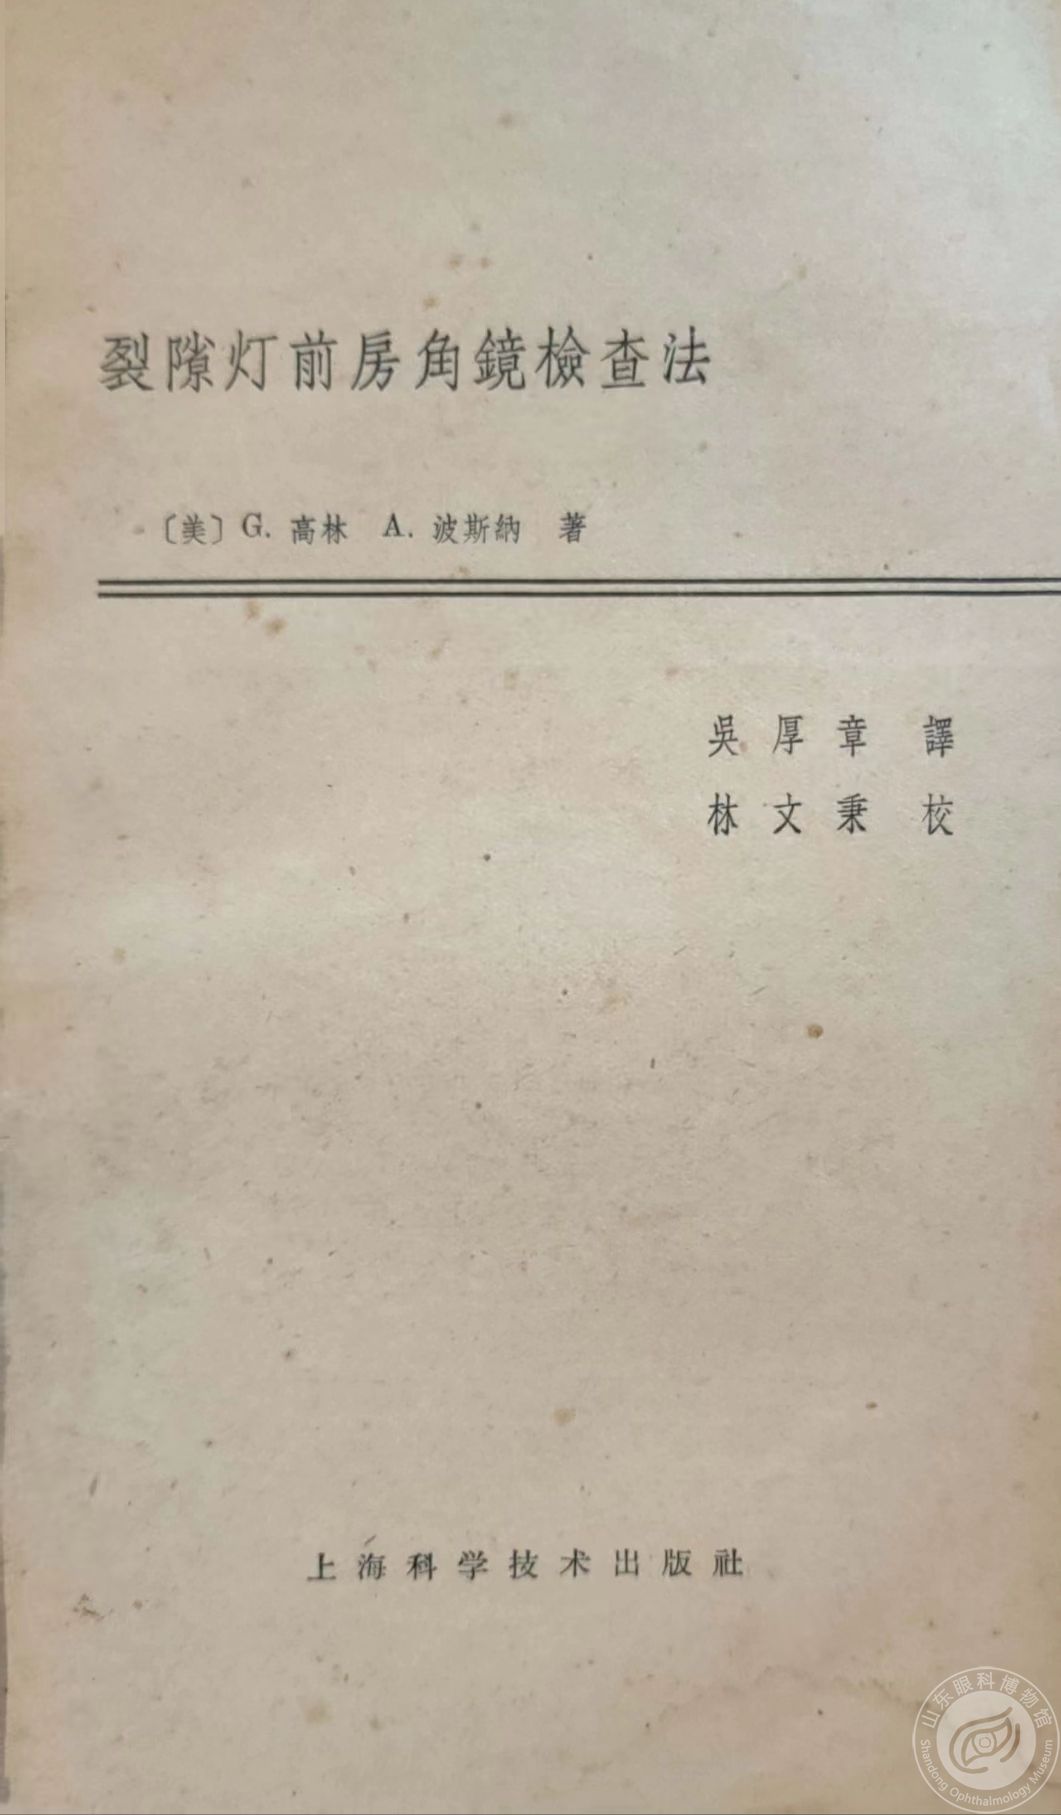 裂隙灯前房角鏡檢查法
〔美〕G. 高林 A. 波斯納 著
吳厚章 譯
林文秉 校
上海科学技术出版社
山东眼科博物馆
Shandong Ophthalmology Museum